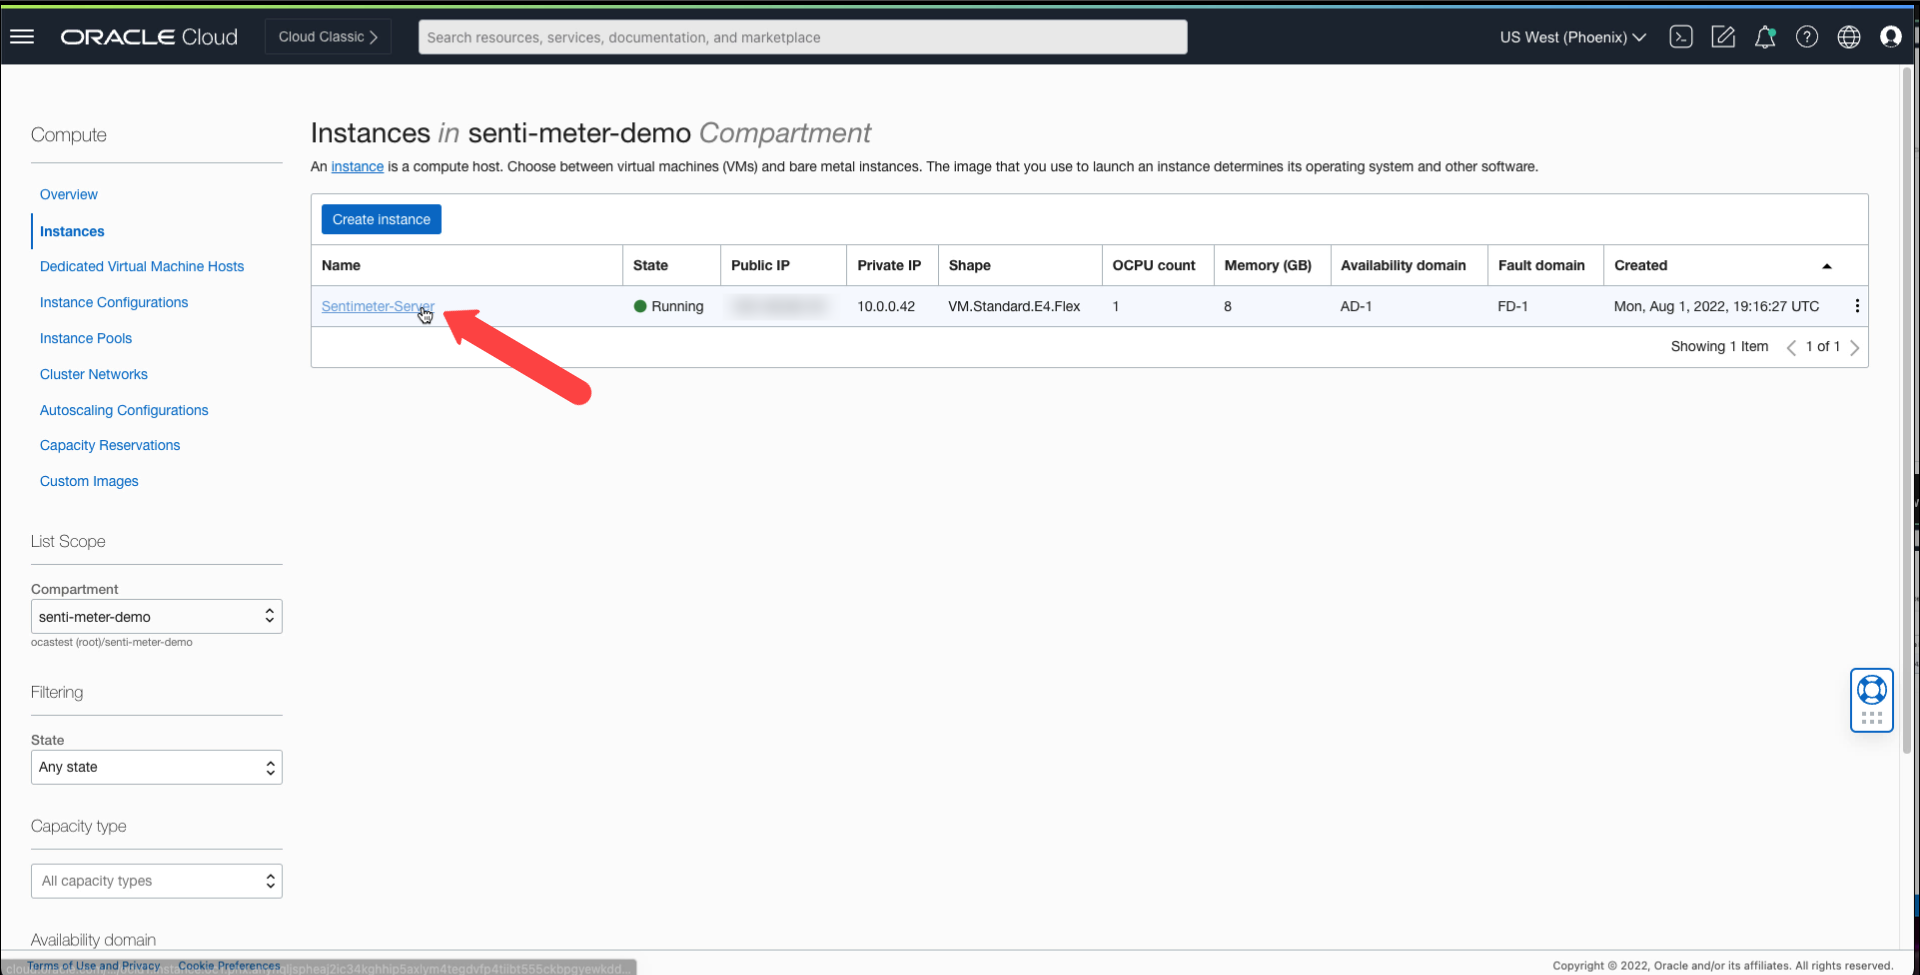 ORACLE Cloud
Cloud Classic
Search resources, services, documentation, and marketplace
US West (Phoenix)
Compute
Overview
Instances
Dedicated Virtual Machine Hosts
Instance Configurations
Instance Pools
Cluster Networks
Autoscaling Configurations
Capacity Reservations
Custom Images
List Scope
Compartment
senti-meter-demo
ocastest (root)/senti-meter-demo
Filtering
State
Any state
Capacity type
All capacity types
Availability domain
Instances in senti-meter-demo Compartment
An instance is a compute host. Choose between virtual machines (VMs) and bare metal instances. The image that you use to launch an instance determines its operating system and other software.
Create instance
Name State Public IP Private IP Shape OCPU count Memory (GB) Availability domain Fault domain Created
Sentimeter-Server Running 10.0.0.42 VM.Standard.E4.Flex 1 8 AD-1 FD-1 Mon, Aug 1, 2022, 19:16:27 UTC
Showing 1 Item 1 of 1
Terms of Use and Privacy Cookie Preferences
Copyright © 2022, Oracle and/or its affiliates. All rights reserved.